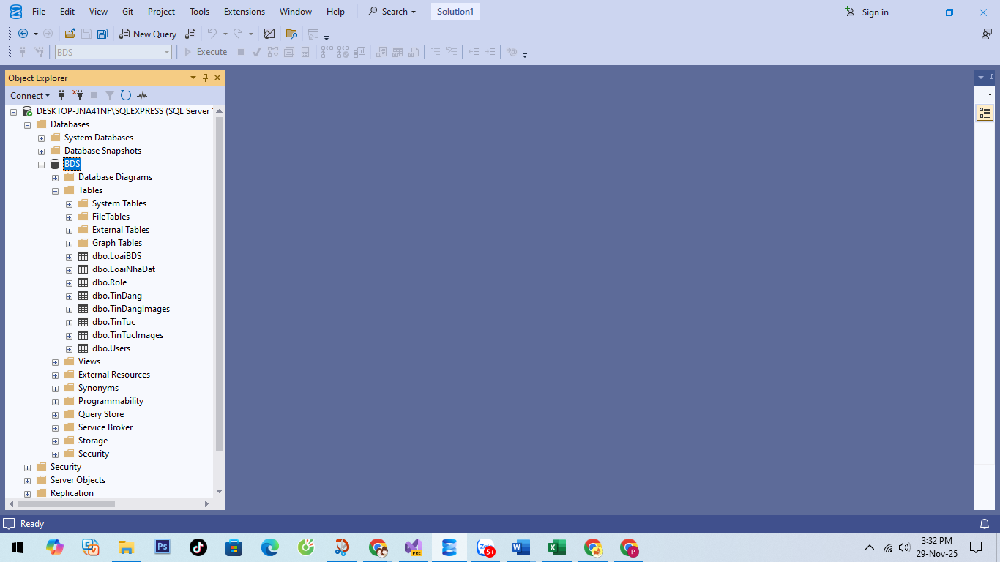 File Edit View Git Project Tools Extensions Window Help Search Solution1 Sign in
New Query
BDS Execute
Object Explorer
Connect
DESKTOP-JNA41NF\SQLEXPRESS (SQL Server
Databases
System Databases
Database Snapshots
BDS
Database Diagrams
Tables
System Tables
FileTables
External Tables
Graph Tables
dbo.LoaiBDS
dbo.LoaiNhaDat
dbo.Role
dbo.TinDang
dbo.TinDangImages
dbo.TinTuc
dbo.TinTucImages
dbo.Users
Views
External Resources
Synonyms
Programmability
Query Store
Service Broker
Storage
Security
Security
Server Objects
Replication
Ready
Ps PRE 5+ P
3:32 PM
29-Nov-25